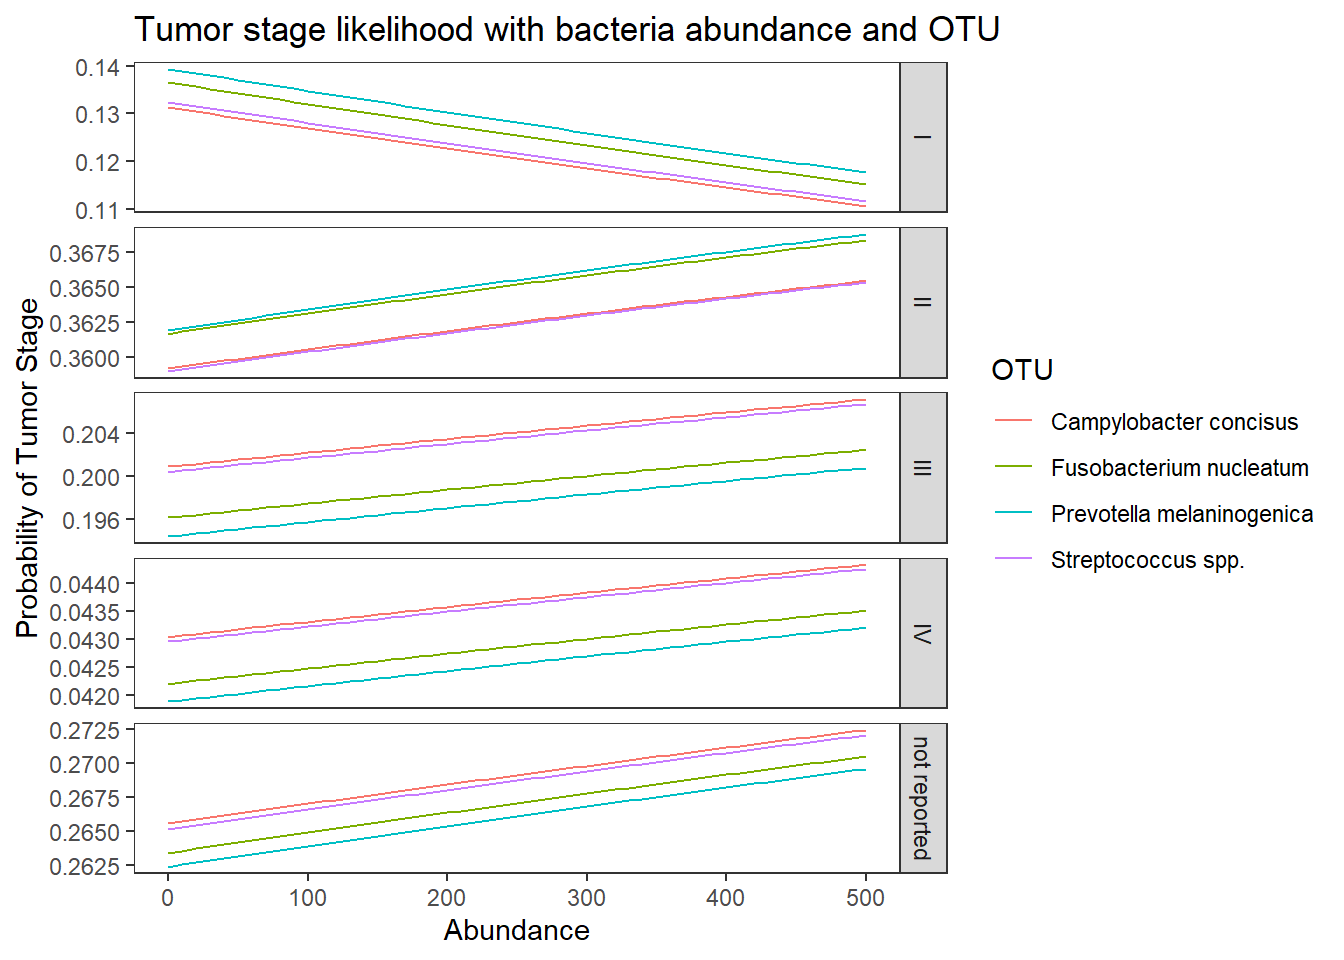 Tumor stage likelihood with bacteria abundance and OTU
Probability of Tumor Stage
0.14
0.13
0.12
0.11
I
0.3675
0.3650
0.3625
0.3600
II
0.204
0.200
0.196
III
0.0440
0.0435
0.0430
0.0425
0.0420
IV
0.2725
0.2700
0.2675
0.2650
0.2625
not reported
0 100 200 300 400 500
Abundance
OTU
Campylobacter concisus
Fusobacterium nucleatum
Prevotella melaninogenica
Streptococcus spp.